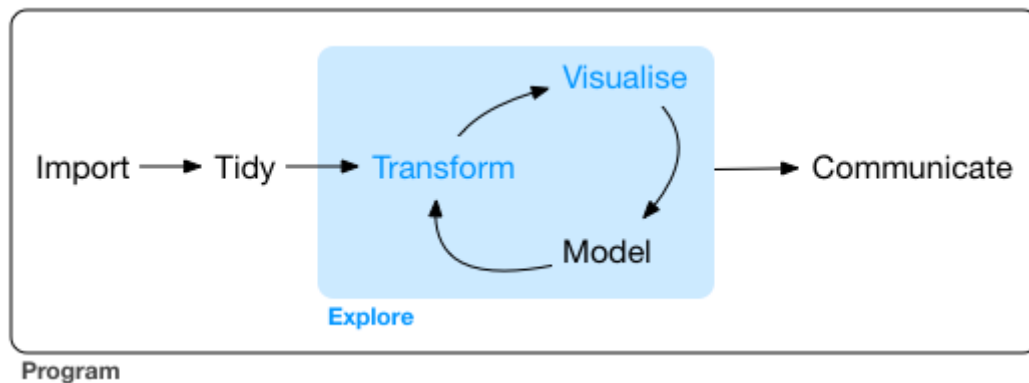 Visualise
Import Tidy Transform Communicate
Model
Explore
Program